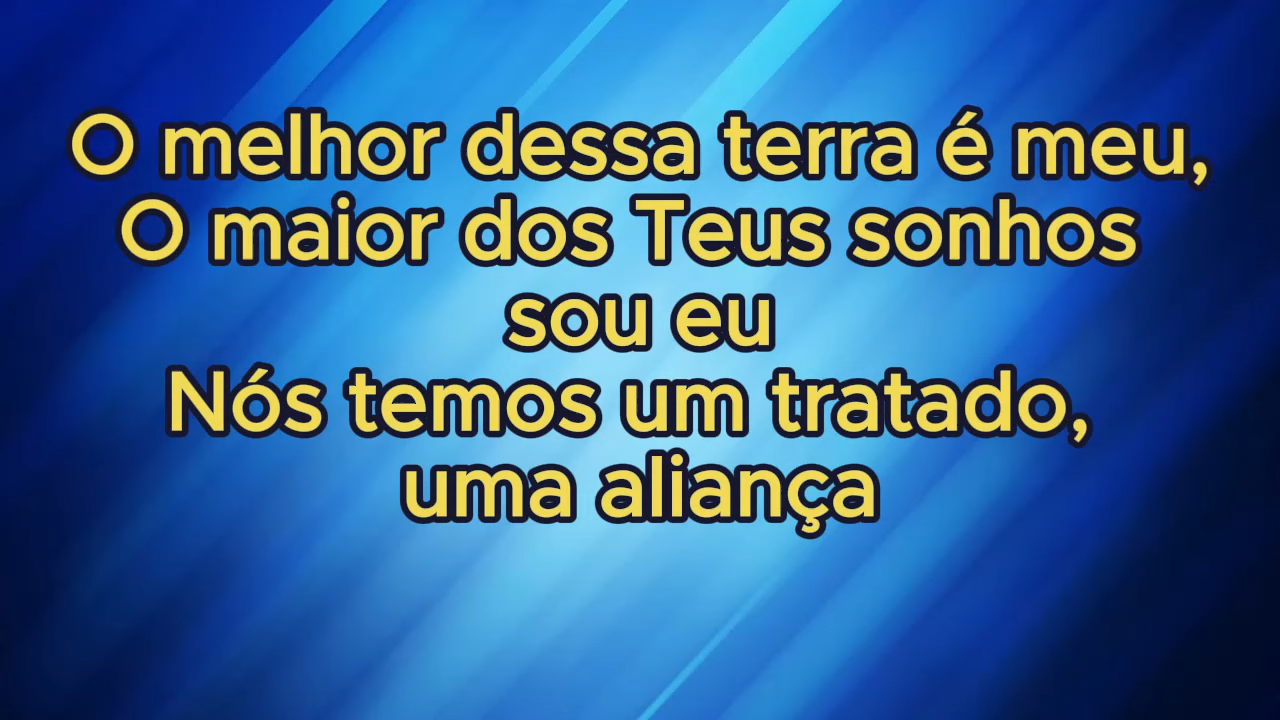 O melhor dessa terra é meu,
O maior dos Teus sonhos
sou eu
Nós temos um tratado,
uma aliança